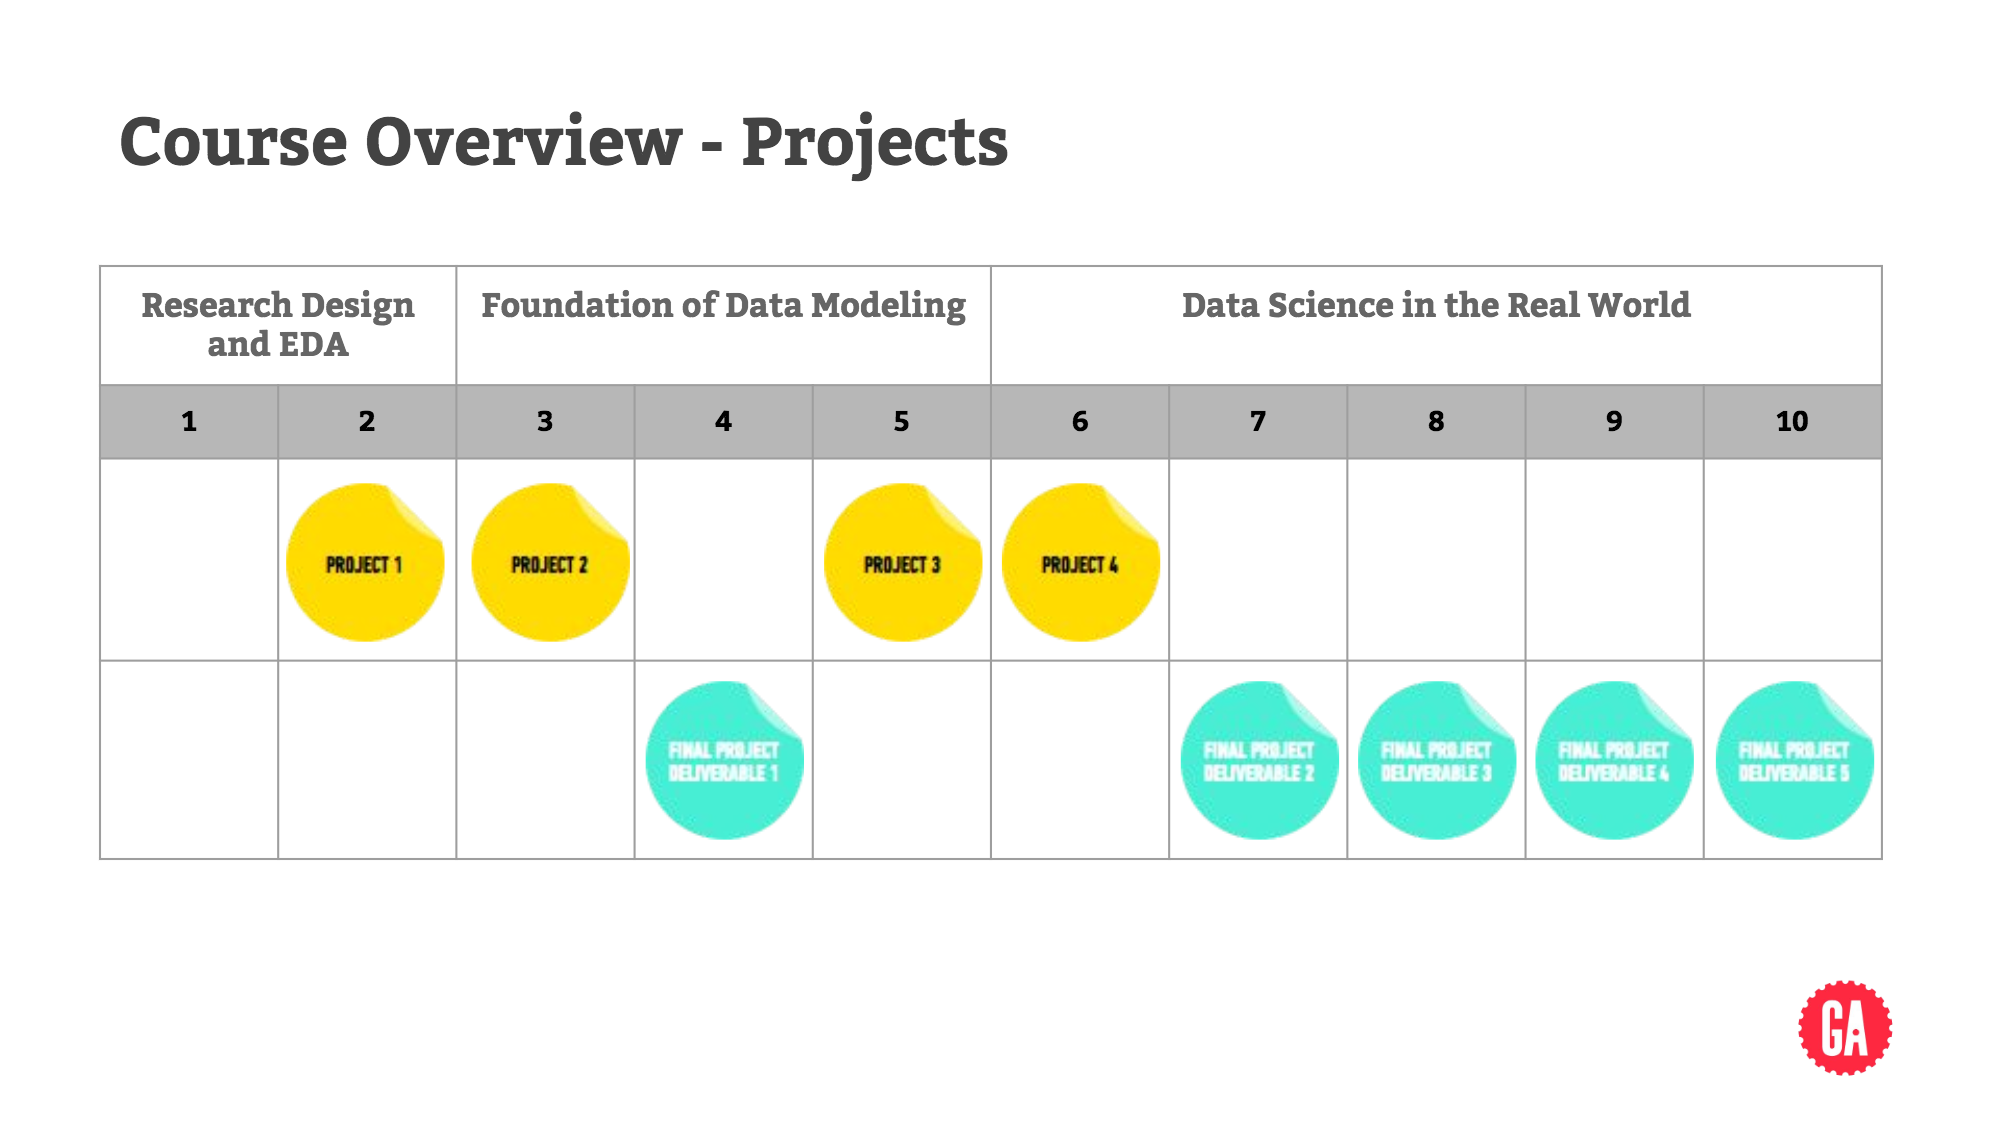 Course Overview - Projects
Research Design
and EDA
Foundation of Data Modeling
Data Science in the Real World
1 2 3 4 5 6 7 8 9 10
PROJECT 1
PROJECT 2
PROJECT 3
PROJECT 4
FINAL PROJECT
DELIVERABLE 1
FINAL PROJECT
DELIVERABLE 2
FINAL PROJECT
DELIVERABLE 3
FINAL PROJECT
DELIVERABLE 4
FINAL PROJECT
DELIVERABLE 5
GA